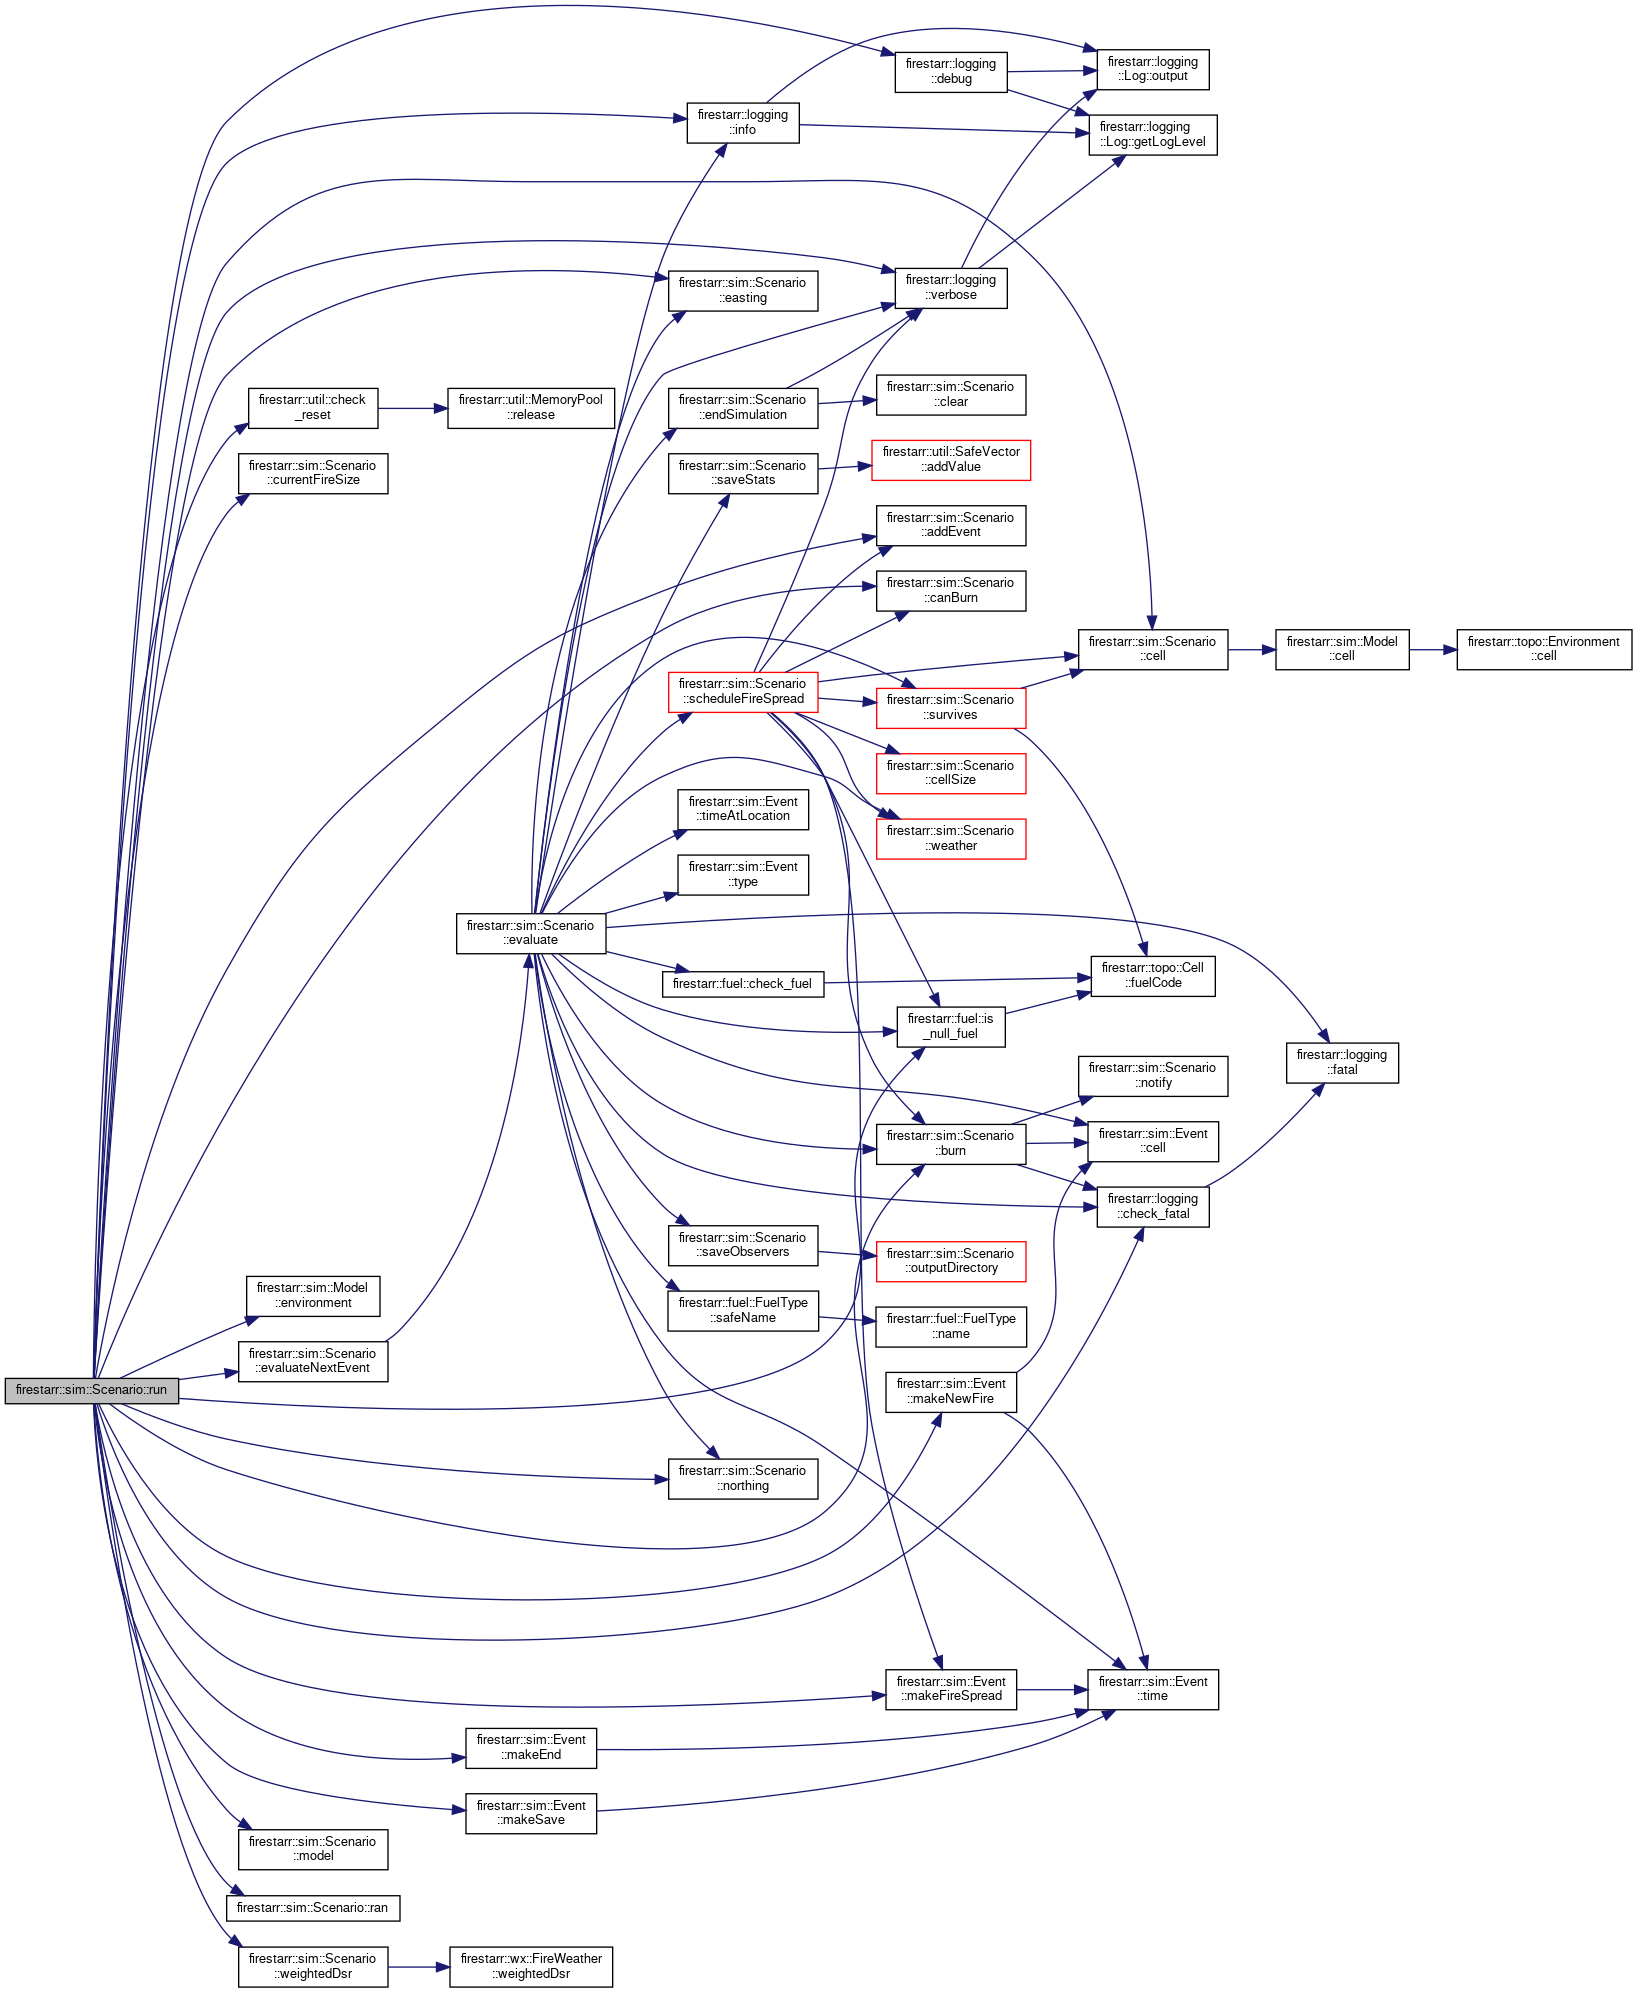 firestarr::logging
::debug
firestarr::logging
::Log::output
firestarr::logging
::info
firestarr::logging
::Log::getLogLevel
firestarr::sim::Scenario
::easting
firestarr::logging
::verbose
firestarr::util::check
_reset
firestarr::util::MemoryPool
::release
firestarr::sim::Scenario
::endSimulation
firestarr::sim::Scenario
::clear
firestarr::sim::Scenario
::currentFireSize
firestarr::sim::Scenario
::saveStats
firestarr::util::SafeVector
::addValue
firestarr::sim::Scenario
::addEvent
firestarr::sim::Scenario
::canBurn
firestarr::sim::Scenario
::cell
firestarr::sim::Model
::cell
firestarr::topo::Environment
::cell
firestarr::sim::Scenario
::scheduleFireSpread
firestarr::sim::Scenario
::survives
firestarr::sim::Scenario
::cellSize
firestarr::sim::Event
::timeAtLocation
firestarr::sim::Scenario
::weather
firestarr::sim::Event
::type
firestarr::sim::Scenario
::evaluate
firestarr::fuel::check_fuel
firestarr::topo::Cell
::fuelCode
firestarr::fuel::is
_null_fuel
firestarr::logging
::fatal
firestarr::sim::Scenario
::notify
firestarr::sim::Scenario
::burn
firestarr::sim::Event
::cell
firestarr::logging
::check_fatal
firestarr::sim::Scenario
::saveObservers
firestarr::sim::Scenario
::outputDirectory
firestarr::sim::Model
::environment
firestarr::fuel::FuelType
::safeName
firestarr::fuel::FuelType
::name
firestarr::sim::Scenario
::evaluateNextEvent
firestarr::sim::Scenario::run
firestarr::sim::Event
::makeNewFire
firestarr::sim::Scenario
::northing
firestarr::sim::Event
::makeFireSpread
firestarr::sim::Event
::time
firestarr::sim::Event
::makeEnd
firestarr::sim::Event
::makeSave
firestarr::sim::Scenario
::model
firestarr::sim::Scenario::ran
firestarr::sim::Scenario
::weightedDsr
firestarr::wx::FireWeather
::weightedDsr